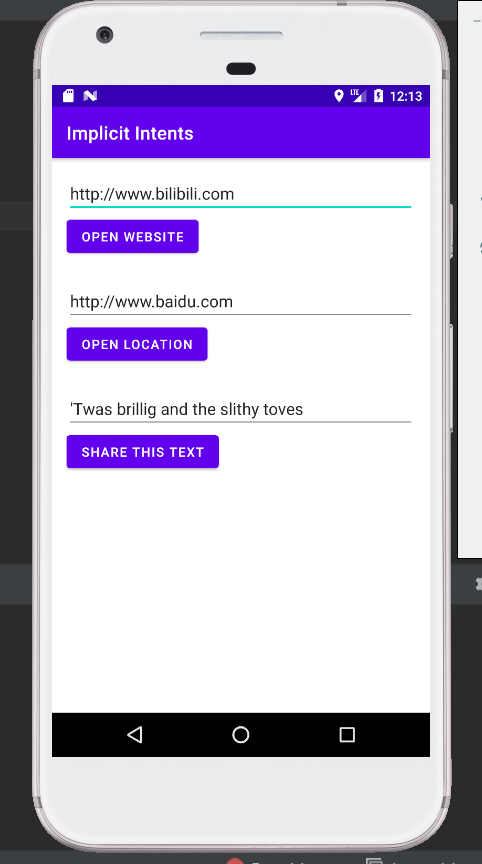 LTE 12:13
Implicit Intents
http://www.bilibili.com
OPEN WEBSITE
http://www.baidu.com
OPEN LOCATION
'Twas brillig and the slithy toves
SHARE THIS TEXT